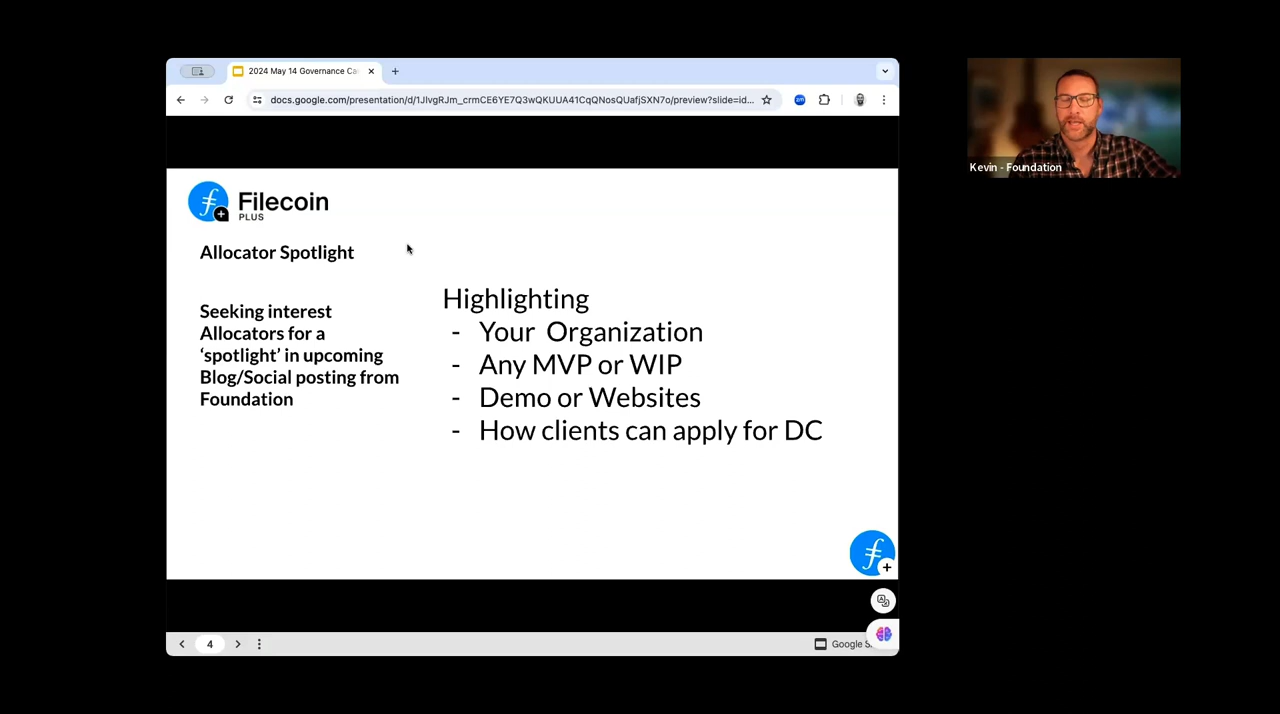 2024 May 14 Governance Ca
docs.google.com/presentation/d/1JlvgRJm_crmCE6YE7Q3wQKUUA41CqQNosQUafjSXN7o/preview?slide=id...
Kevin - Foundation
Filecoin
PLUS
Allocator Spotlight
Seeking interest
Allocators for a
‘spotlight’ in upcoming
Blog/Social posting from
Foundation
Highlighting
- Your Organization
- Any MVP or WIP
- Demo or Websites
- How clients can apply for DC
4
Google S